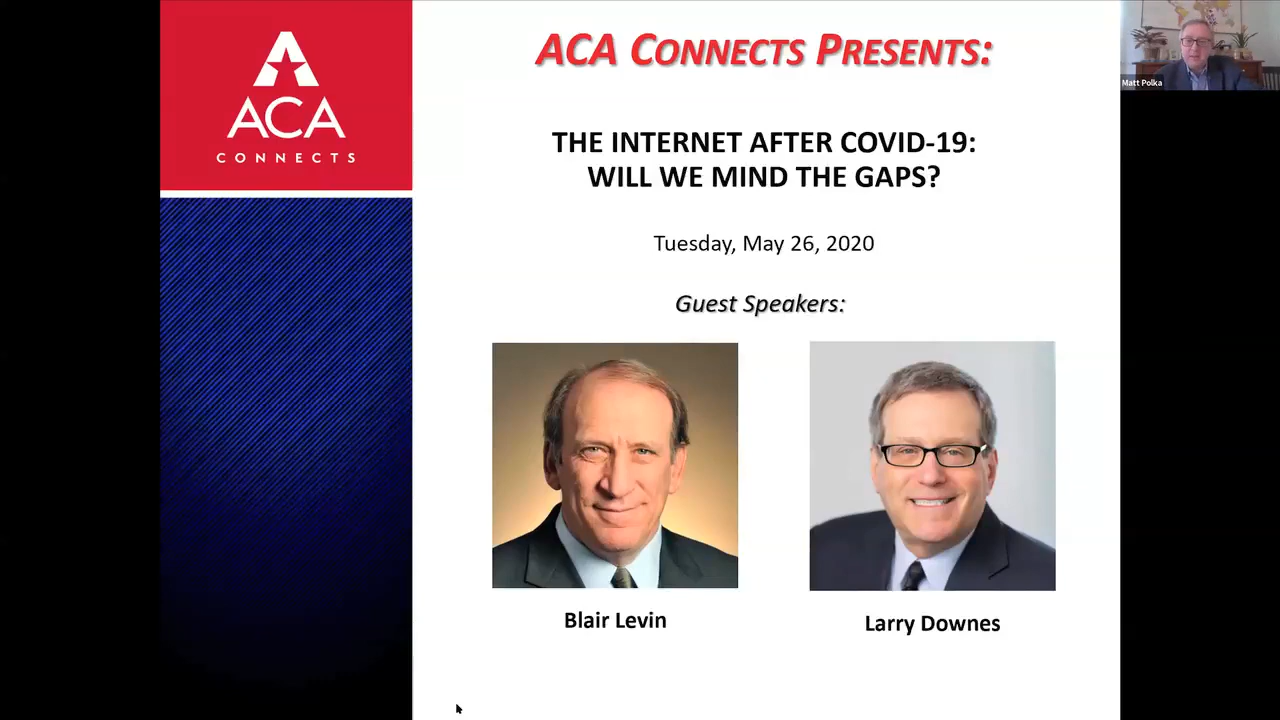 ACA
CONNECTS
ACA CONNECTS PRESENTS:
THE INTERNET AFTER COVID-19:
WILL WE MIND THE GAPS?
Tuesday, May 26, 2020
Guest Speakers:
Blair Levin
Larry Downes
Matt Polka